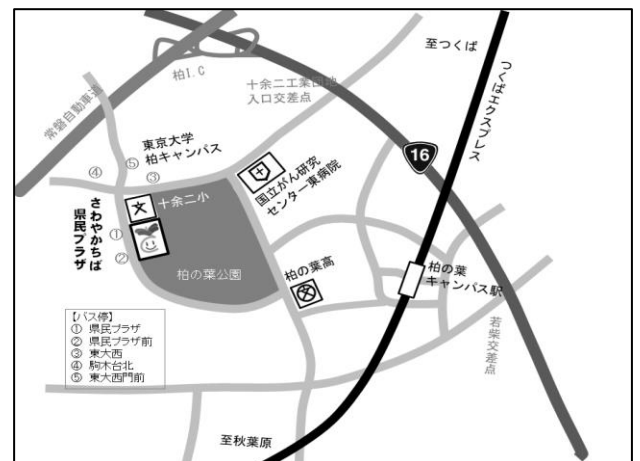 柏I.C
常磐自動車道
十余二工業団地
入口交差点
至つくば
つくばエクスプレス
16
東京大学
柏キャンパス
⑤
④
③
国立がん研究
センター東病院
文
十余二小
さわやかちば
県民プラザ
①
②
柏の葉公園
柏の葉高
柏の葉
キャンパス駅
若柴交差点
【バス停】
① 県民プラザ
② 県民プラザ前
③ 東大西
④ 駒木台北
⑤ 東大西門前
至秋葉原